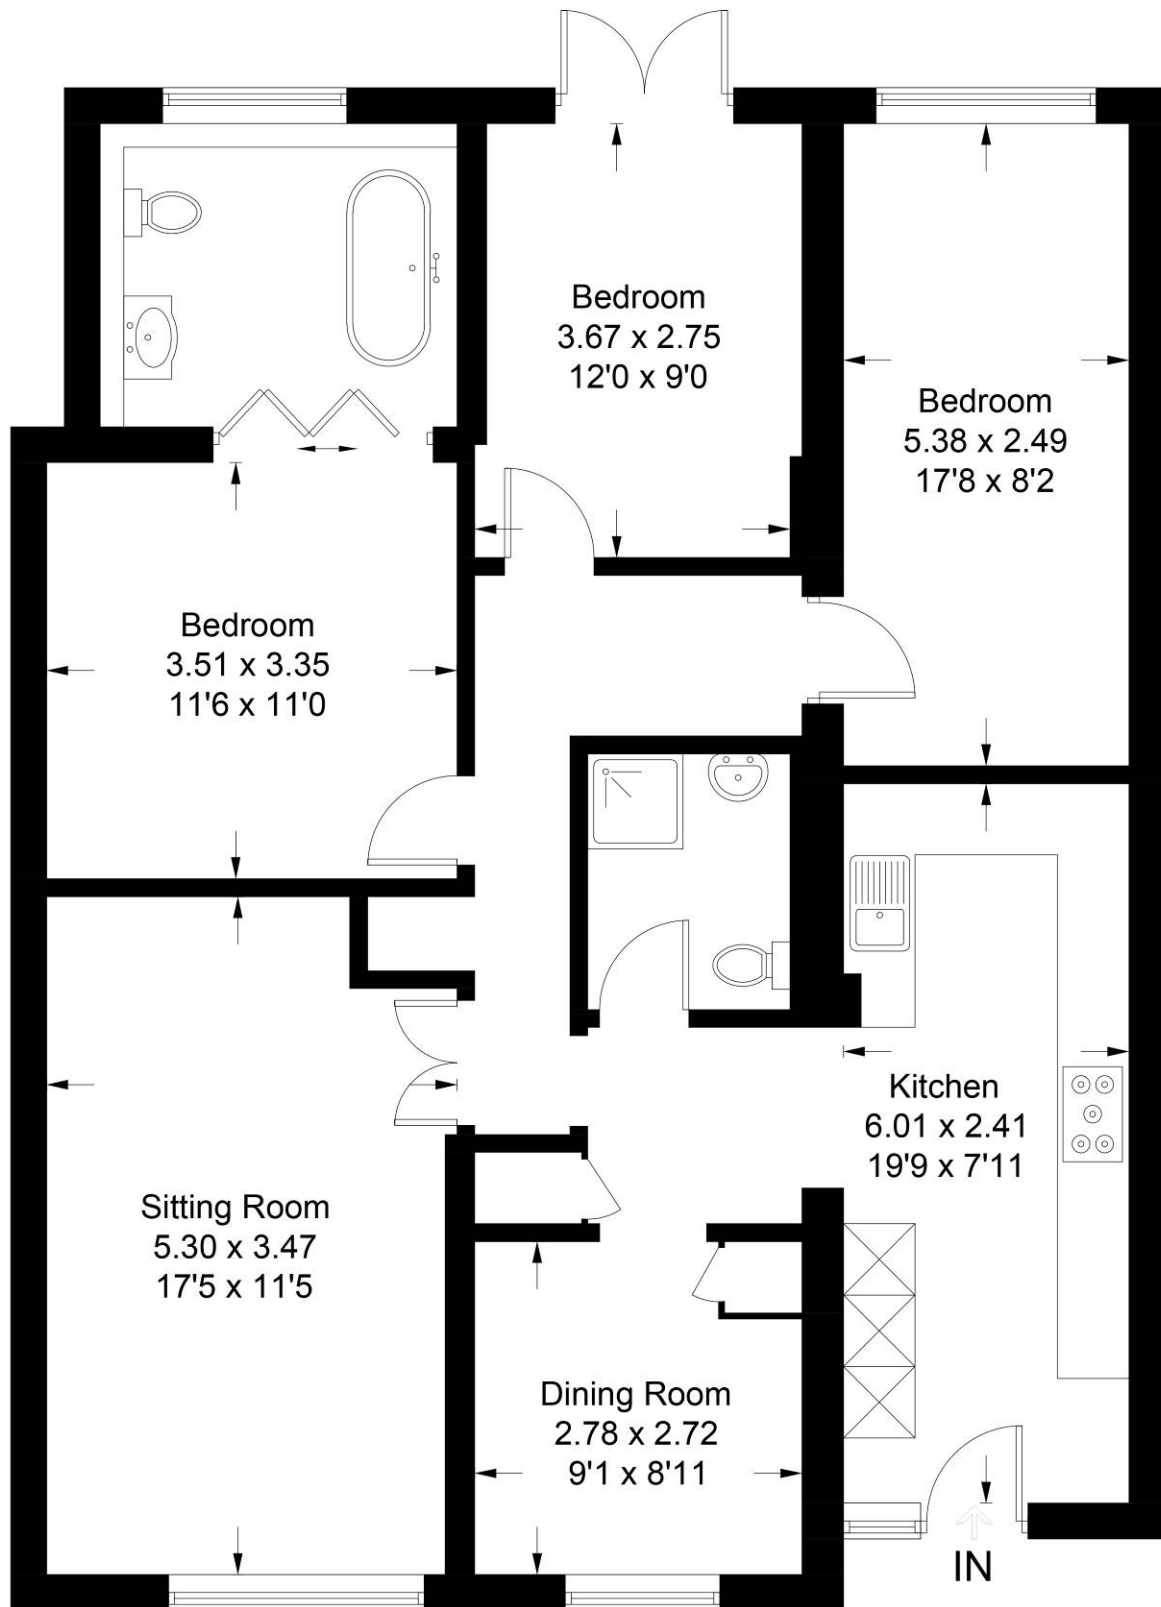 Bedroom
3.67 x 2.75
12'0 x 9'0
Bedroom
5.38 x 2.49
17'8 x 8'2
Bedroom
3.51 x 3.35
11'6 x 11'0
Kitchen
6.01 x 2.41
19'9 x 7'11
Sitting Room
5.30 x 3.47
17'5 x 11'5
Dining Room
2.78 x 2.72
9'1 x 8'11
IN